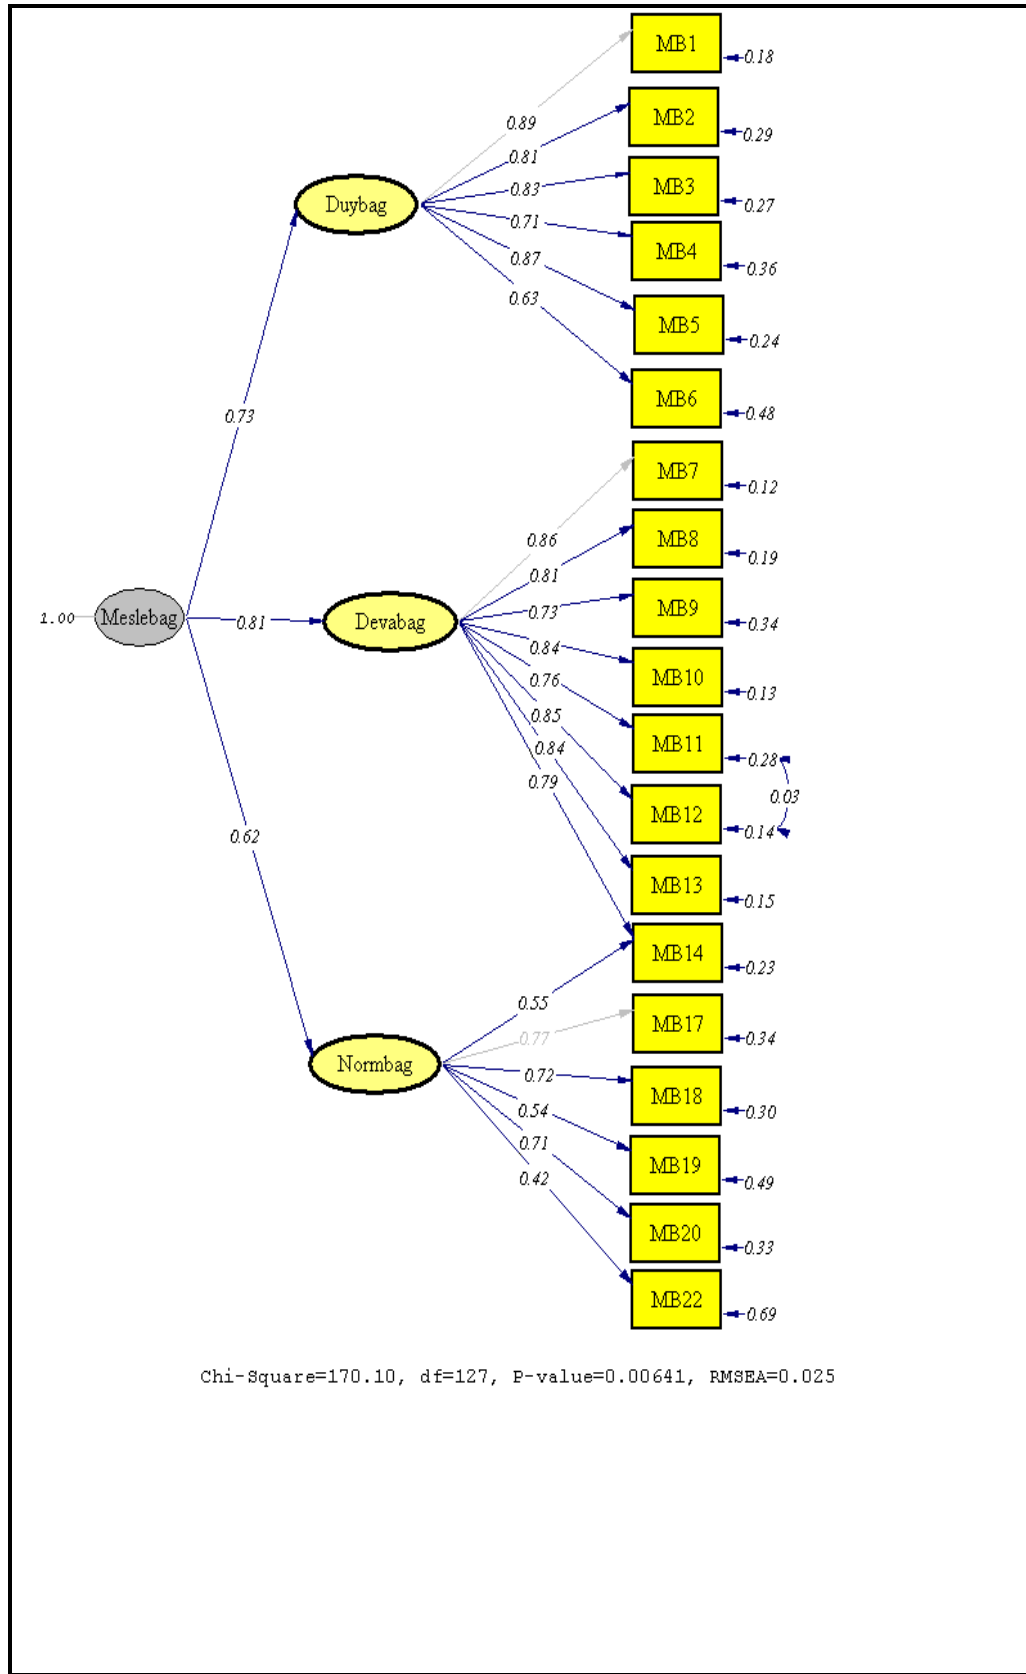 MB1
0.18
0.89
MB2
0.29
0.81
MB3
0.27
0.83
Duybag
0.71
MB4
0.36
0.87
0.63
MB5
0.24
MB6
0.48
0.73
MB7
0.12
0.86
MB8
0.19
0.81
MB9
0.34
0.73
1.00
Meslebag
0.81
Devabag
0.84
MB10
0.13
0.76
0.85
MB11
0.28
0.84
0.79
0.03
MB12
0.14
0.62
MB13
0.15
MB14
0.23
0.55
MB17
0.34
0.77
Normbag
0.72
MB18
0.30
0.54
0.71
MB19
0.49
0.42
MB20
0.33
MB22
0.69
Chi-Square=170.10, df=127, P-value=0.00641, RMSEA=0.025